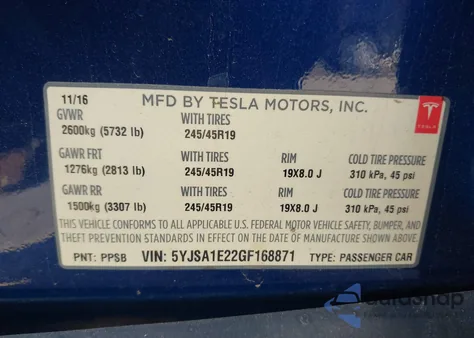 11/16 MFD BY TESLA MOTORS, INC.
GVWR WITH TIRES
2600kg (5732 lb) 245/45R19
TESLA
GAWR FRT WITH TIRES RIM COLD TIRE PRESSURE
1276kg (2813 lb) 245/45R19 19X8.0 J 310 kPa, 45 psi
GAWR RR WITH TIRES RIM COLD TIRE PRESSURE
1500kg (3307 lb) 245/45R19 19X8.0 J 310 kPa, 45 psi
THIS VEHICLE CONFORMS TO ALL APPLICABLE U.S. FEDERAL MOTOR VEHICLE SAFETY, BUMPER, AND
THEFT PREVENTION STANDARDS IN EFFECT ON THE DATE OF MANUFACTURE SHOWN ABOVE.
PNT: PPSB VIN: 5YJSA1E22GF168871 TYPE: PASSENGER CAR
autosnap